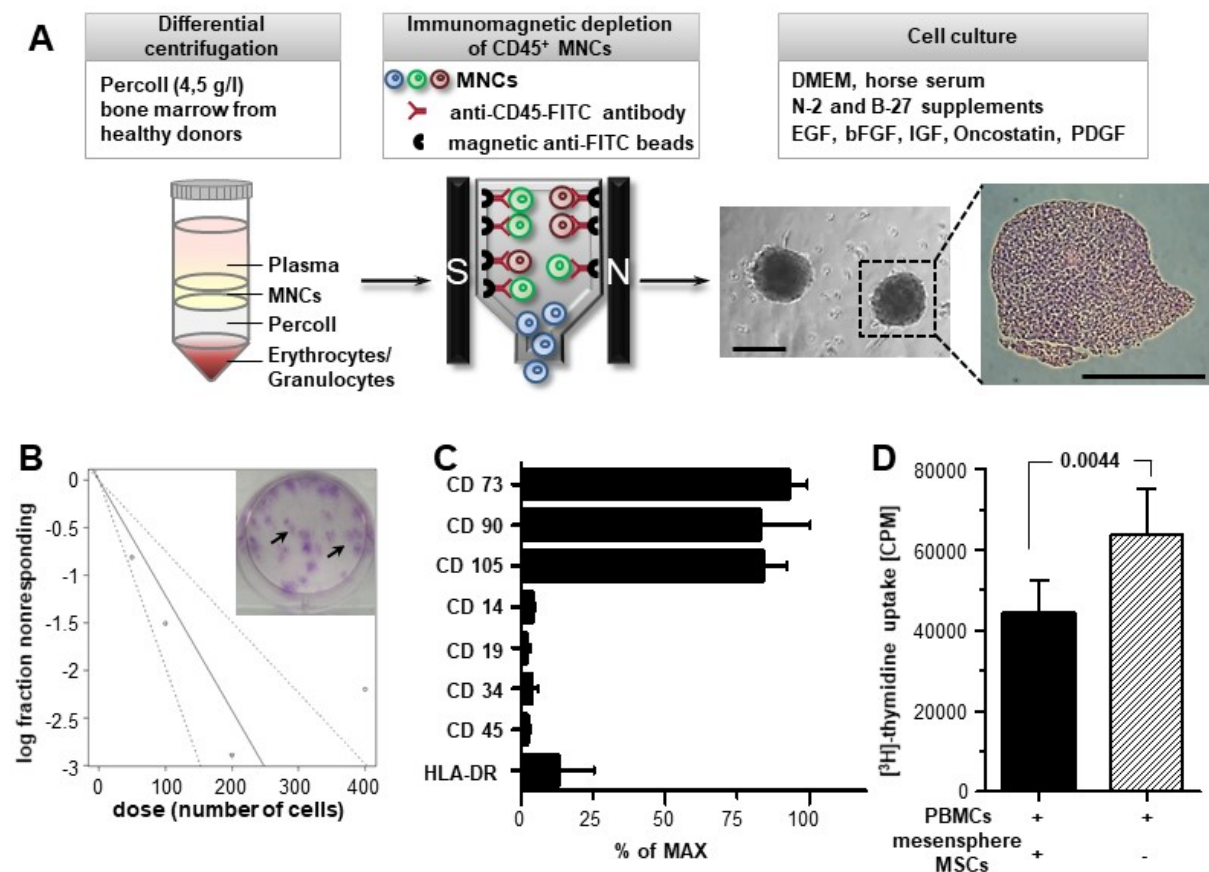 A
Differential
centrifugation
Percoll (4,5 g/l)
bone marrow from
healthy donors
Immunomagnetic depletion
of CD45⁺ MNCs
MNCs
anti-CD45-FITC antibody
magnetic anti-FITC beads
Cell culture
DMEM, horse serum
N-2 and B-27 supplements
EGF, bFGF, IGF, Oncostatin, PDGF
Plasma
MNCs
Percoll
Erythrocytes/
Granulocytes
S
N
B
log fraction nonresponding
0
-0.5
-1
-1.5
-2
-2.5
-3
0 100 200 300 400
dose (number of cells)
C
CD 73
CD 90
CD 105
CD 14
CD 19
CD 34
CD 45
HLA-DR
0 25 50 75 100
% of MAX
D
[³H]-thymidine uptake [CPM]
80000
60000
40000
20000
0
0.0044
PBMCs + +
mesensphere
MSCs + -